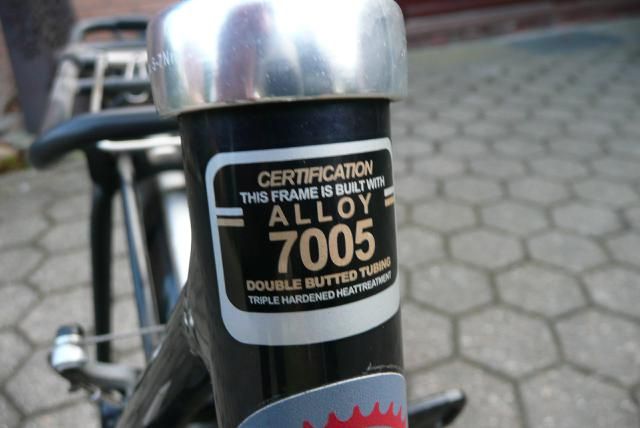 CERTIFICATION
THIS FRAME IS BUILT WITH
ALLOY
7005
DOUBLE BUTTED TUBING
TRIPLE HARDENED HEATTREATMENT